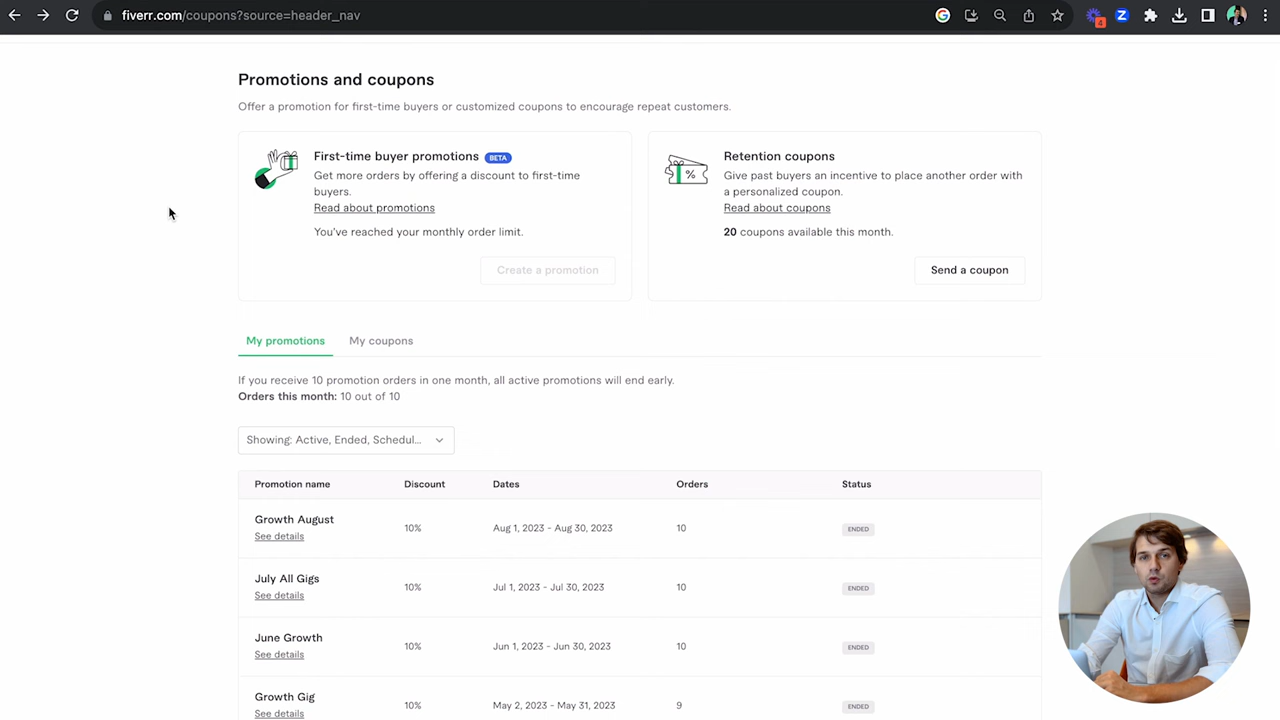 fiverr.com/coupons?source=header_nav
4
Z
Promotions and coupons
Offer a promotion for first-time buyers or customized coupons to encourage repeat customers.
First-time buyer promotions BETA
Get more orders by offering a discount to first-time
buyers.
Read about promotions
You've reached your monthly order limit.
Create a promotion
%
Retention coupons
Give past buyers an incentive to place another order with
a personalized coupon.
Read about coupons
20 coupons available this month.
Send a coupon
My promotions My coupons
If you receive 10 promotion orders in one month, all active promotions will end early.
Orders this month: 10 out of 10
Showing: Active, Ended, Schedul...
Promotion name Discount Dates Orders Status
Growth August 10% Aug 1, 2023 - Aug 30, 2023 10 ENDED
See details
July All Gigs 10% Jul 1, 2023 - Jul 30, 2023 10 ENDED
See details
June Growth 10% Jun 1, 2023 - Jun 30, 2023 10 ENDED
See details
Growth Gig 10% May 2, 2023 - May 31, 2023 9 ENDED
See details